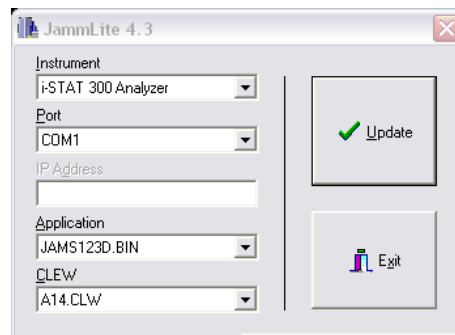 JammLite 4.3
Instrument
i-STAT 300 Analyzer
Port
COM1
IP Address
Application
JAMS123D.BIN
CLEW
A14.CLW
Update
Exit